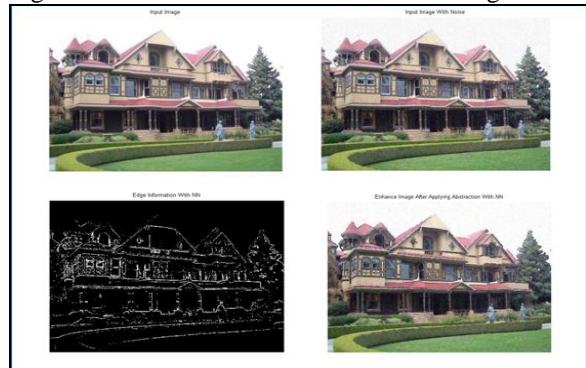 Input Image
Input Image With Noise
Edge Information With NN
Enhance Image After Applying Abstraction With NN